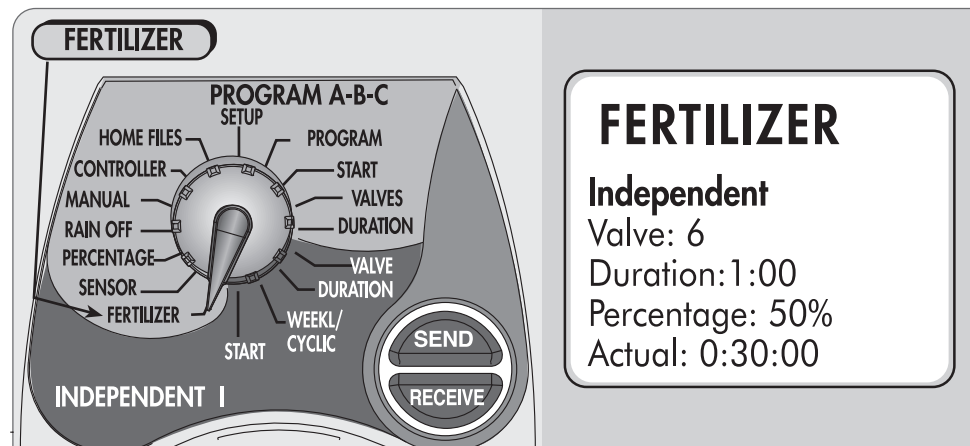 FERTILIZER
PROGRAM A-B-C
SETUP
HOME FILES
PROGRAM
CONTROLLER
START
MANUAL
VALVES
RAIN OFF
DURATION
PERCENTAGE
VALVE
DURATION
SENSOR
FERTILIZER
WEEKL/
CYCLIC
START
SEND
RECEIVE
INDEPENDENT I
FERTILIZER
Independent
Valve: 6
Duration:1:00
Percentage: 50%
Actual: 0:30:00